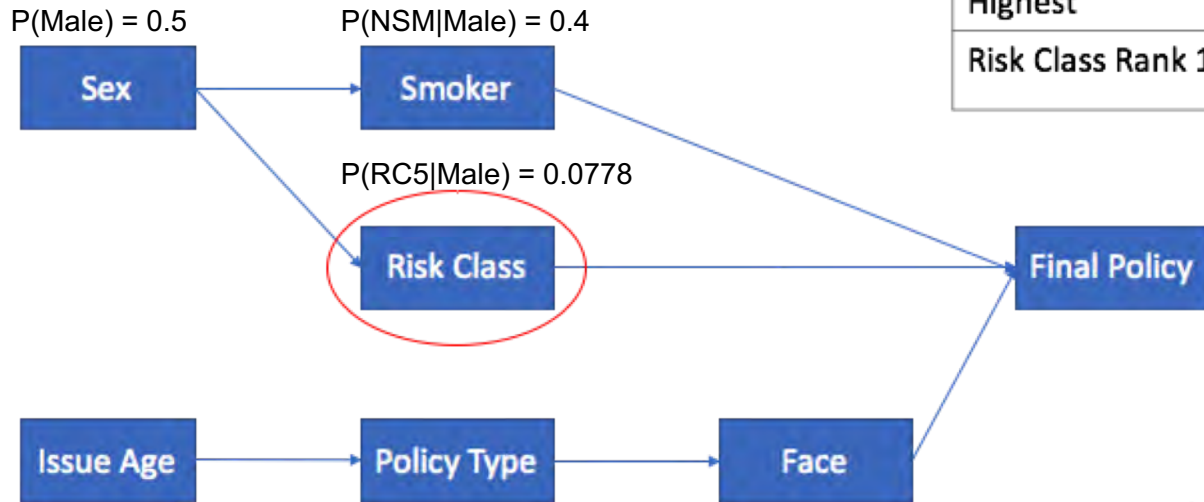 P(Male) = 0.5
P(NSM|Male) = 0.4
Highest
Risk Class Rank 1
Sex
Smoker
P(RC5|Male) = 0.0778
Risk Class
Final Policy
Issue Age
Policy Type
Face